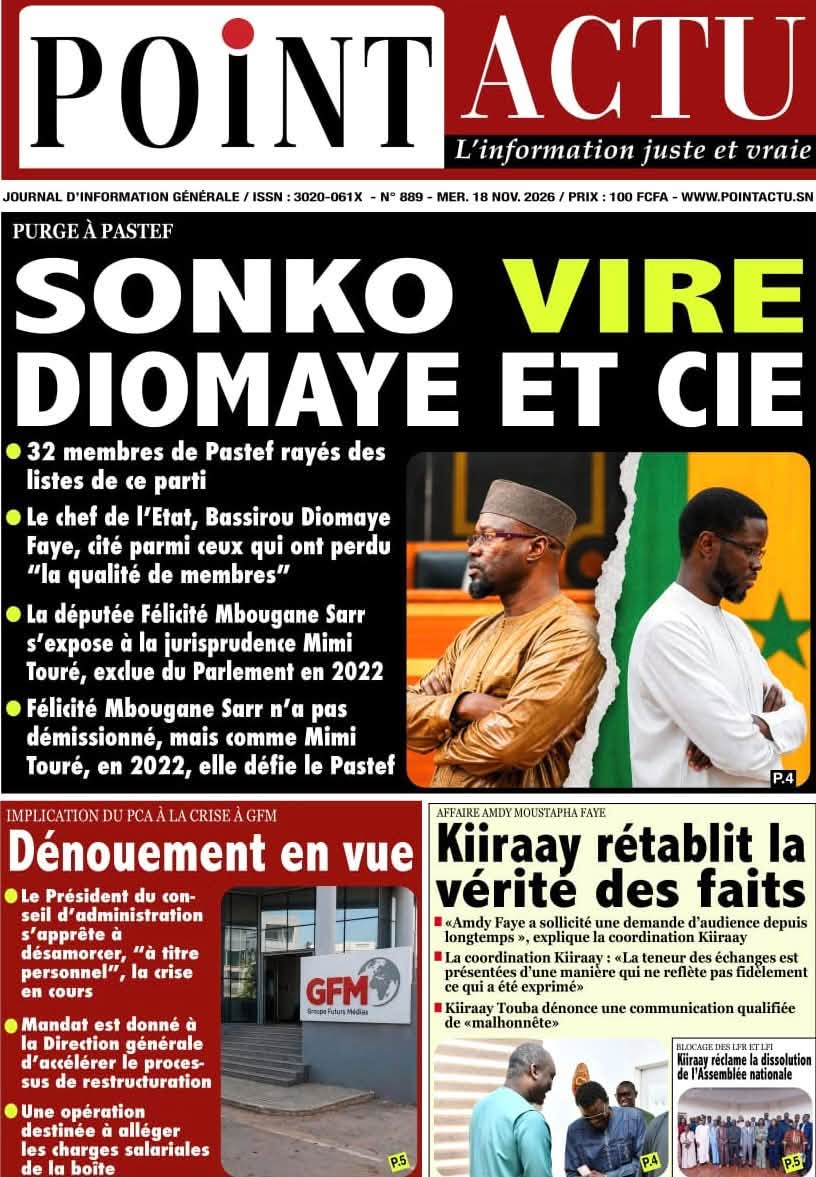 POINT ACTU
L'information juste et vraie
JOURNAL D'INFORMATION GÉNÉRALE / ISSN : 3020-061X - N° 889 - MER. 18 NOV. 2026 / PRIX : 100 FCFA - WWW.POINTACTU.SN
PURGE À PASTEF
SONKO VIRE
DIOMAYE ET CIE
32 membres de Pastef rayés des
listes de ce parti
Le chef de l'Etat, Bassirou Diomaye
Faye, cité parmi ceux qui ont perdu
"la qualité de membres"
La députée Félicité Mbougane Sarr
s'expose à la jurisprudence Mimi
Touré, exclue du Parlement en 2022
Félicité Mbougane Sarr n'a pas
démissionné, mais comme Mimi
Touré, en 2022, elle défie le Pastef
P.4
IMPLICATION DU PCA À LA CRISE À GFM
Dénouement en vue
Le Président du con-
seil d'administration
s'apprête à
désamorcer, "à titre
personnel", la crise
en cours
Mandat est donné à
la Direction générale
d'accélérer le proces-
sus de restructuration
Une opération
destinée à alléger
les charges salariales
de la boîte
GFM
Groupe Futurs Médias
P.5
AFFAIRE AMDY MOUSTAPHA FAYE
Kiiraay rétablit la
vérité des faits
«Amdy Faye a sollicité une demande d'audience depuis
longtemps », explique la coordination Kiiraay
La coordination Kiiraay : «La teneur des échanges est
présentées d'une manière qui ne reflète pas fidèlement
ce qui a été exprimé»
Kiiraay Touba dénonce une communication qualifiée
de «malhonnête»
P.4
BLOCAGE DES LFR ET LFI
Kiiraay réclame la dissolution
de l'Assemblée nationale
P.5